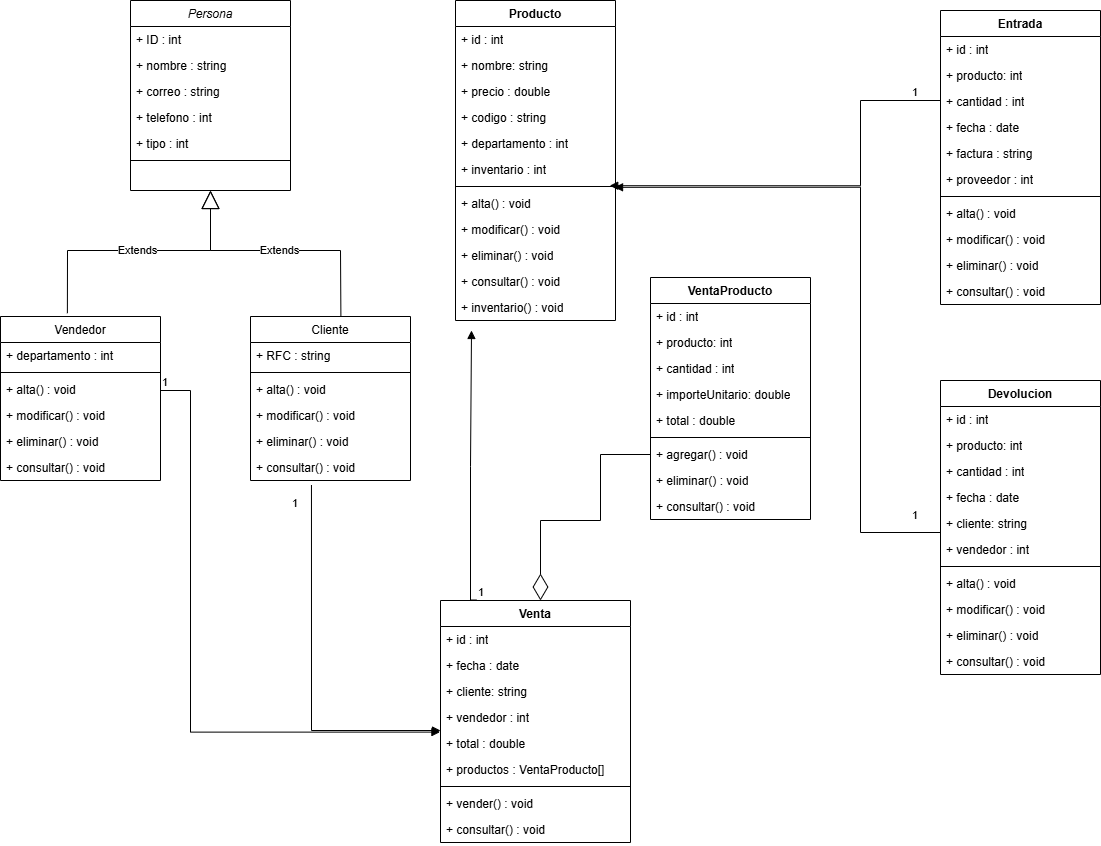 Persona
+ ID : int
+ nombre : string
+ correo : string
+ telefono : int
+ tipo : int
Extends
Extends
Vendedor
+ departamento : int
+ alta() : void
+ modificar() : void
+ eliminar() : void
+ consultar() : void
1
Cliente
+ RFC : string
+ alta() : void
+ modificar() : void
+ eliminar() : void
+ consultar() : void
1
Producto
+ id : int
+ nombre: string
+ precio : double
+ codigo : string
+ departamento : int
+ inventario : int
+ alta() : void
+ modificar() : void
+ eliminar() : void
+ consultar() : void
+ inventario() : void
VentaProducto
+ id : int
+ producto: int
+ cantidad : int
+ importeUnitario: double
+ total : double
+ agregar() : void
+ eliminar() : void
+ consultar() : void
1
Venta
+ id : int
+ fecha : date
+ cliente: string
+ vendedor : int
+ total : double
+ productos : VentaProducto[]
+ vender() : void
+ consultar() : void
1
Entrada
+ id : int
+ producto: int
+ cantidad : int
+ fecha : date
+ factura : string
+ proveedor : int
+ alta() : void
+ modificar() : void
+ eliminar() : void
+ consultar() : void
1
Devolucion
+ id : int
+ producto: int
+ cantidad : int
+ fecha : date
+ cliente: string
+ vendedor : int
+ alta() : void
+ modificar() : void
+ eliminar() : void
+ consultar() : void